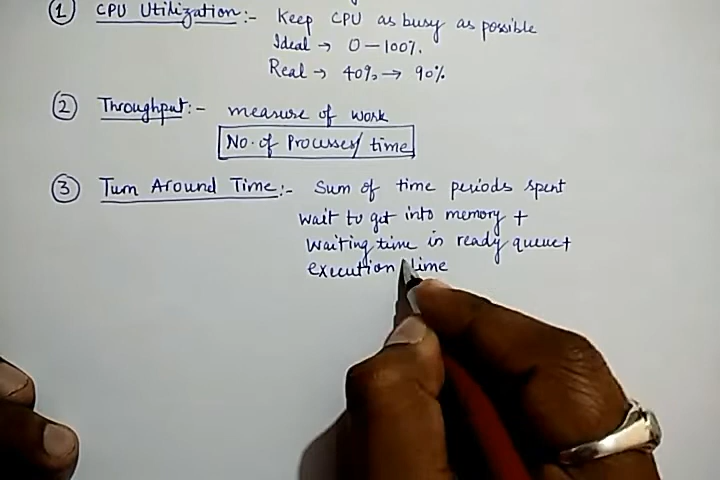 ① CPU Utilization:- Keep CPU as busy as possible
Ideal → 0-100%.
Real → 40% → 90%
② Throughput:- measure of work
No. of Processes/time
③ Turn Around Time:- Sum of time periods spent
wait to get into memory +
waiting time in ready queue+
execution time